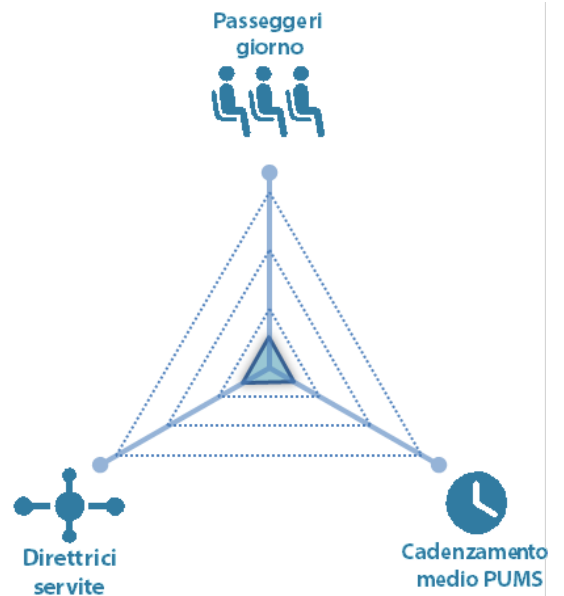 Passeggeri
giorno
Direttrici
servite
Cadenzamento
medio PUMS